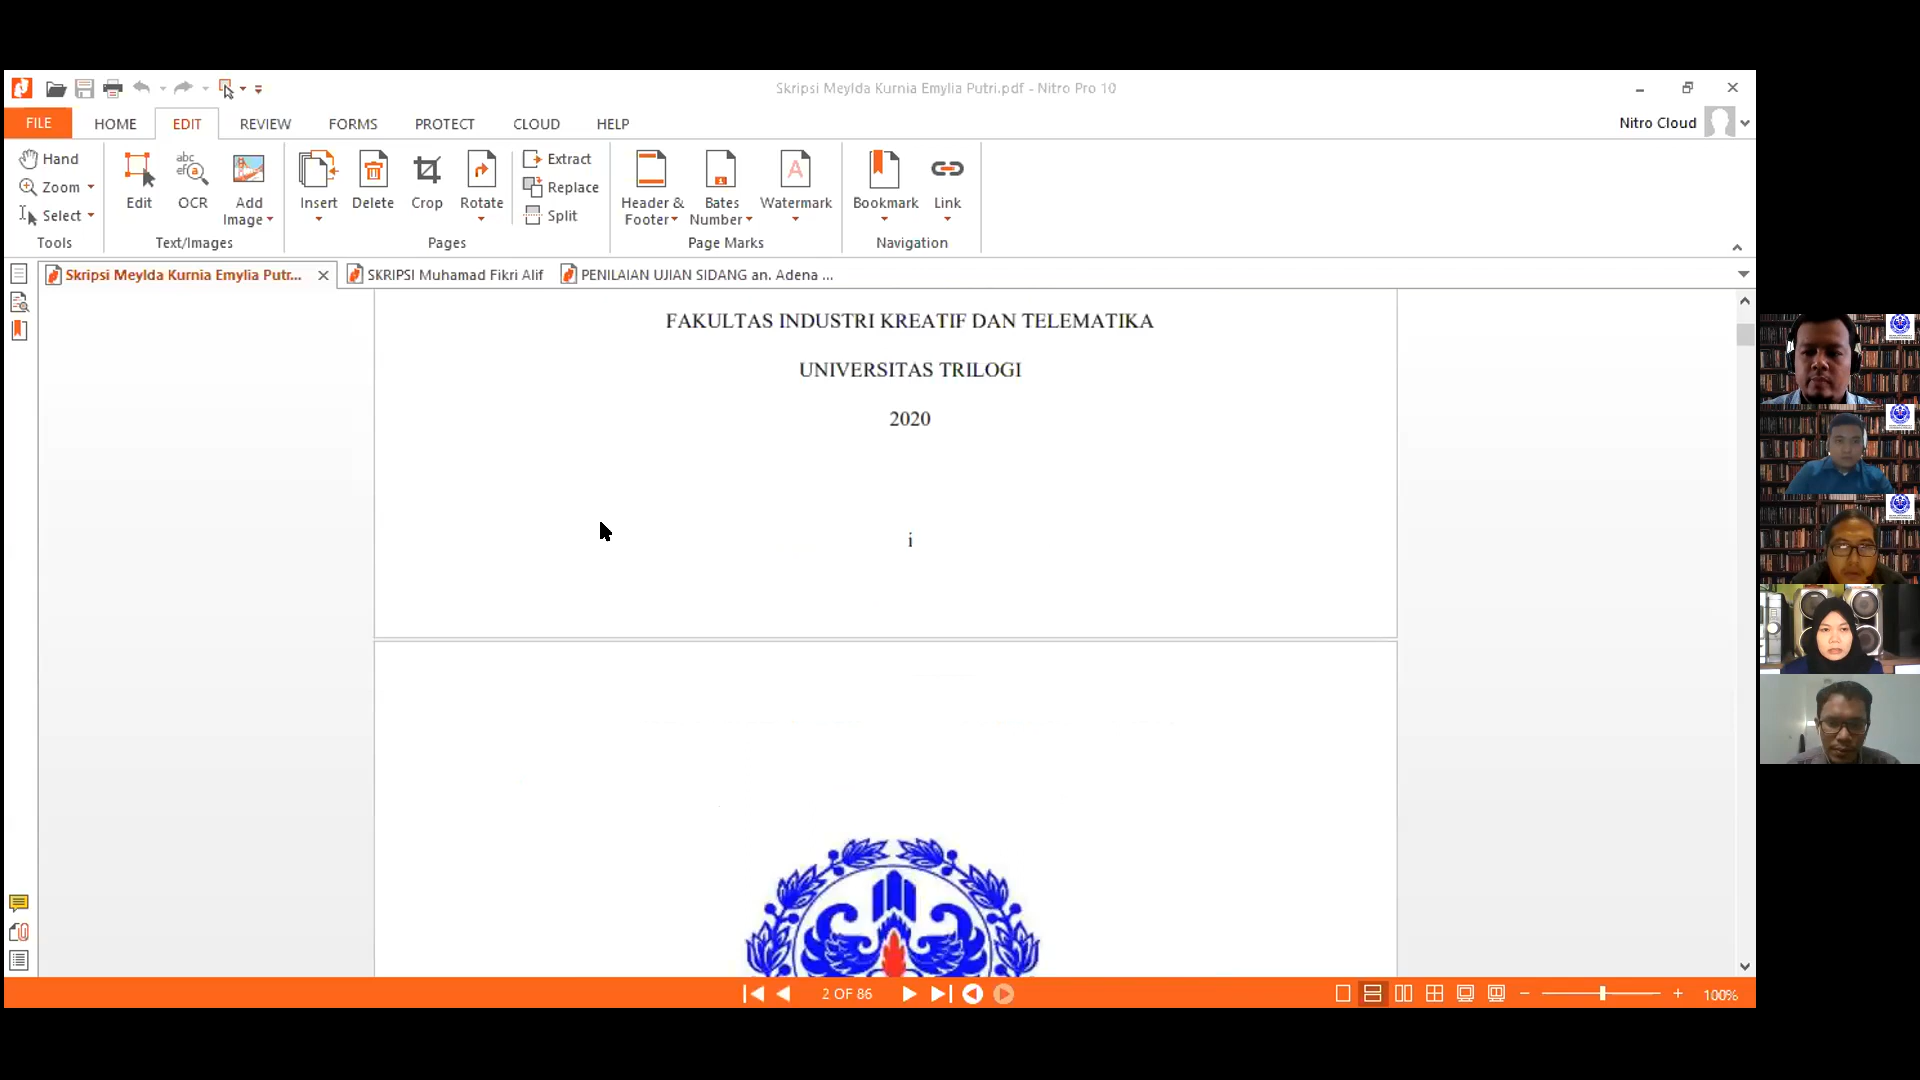 Skripsi Meylda Kurnia Emylia Putri.pdf - Nitro Pro 10
FILE
HOME
EDIT
REVIEW
FORMS
PROTECT
CLOUD
HELP
Nitro Cloud
Hand
Zoom
Select
Tools
Edit
abc
OCR
Add
Image
Text/Images
Insert
Delete
Crop
Rotate
Extract
Replace
Split
Pages
Header &
Footer
Bates
Number
Watermark
Page Marks
Bookmark
Link
Navigation
Skripsi Meylda Kurnia Emylia Putr...
SKRIPSI Muhamad Fikri Alif
PENILAIAN UJIAN SIDANG an. Adena ...
FAKULTAS INDUSTRI KREATIF DAN TELEMATIKA
UNIVERSITAS TRILOGI
2020
i
2 OF 86
100%